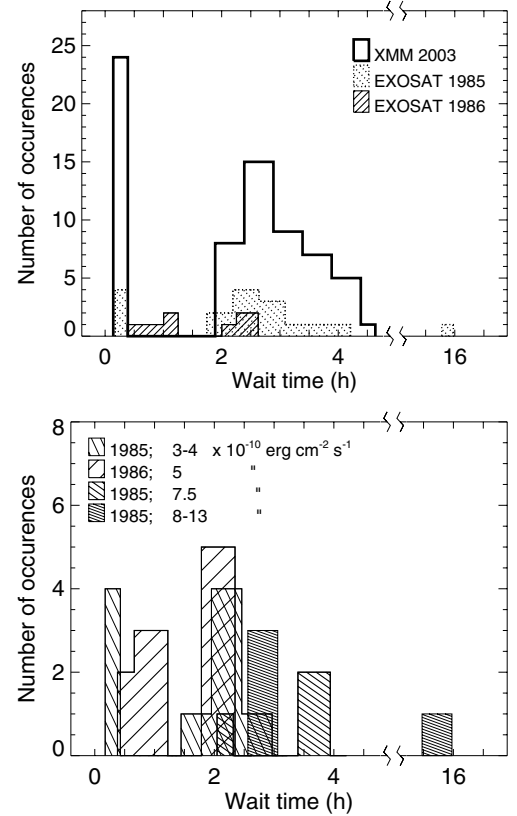 25
20
15
10
5
0
Number of occurences
XMM 2003
EXOSAT 1985
EXOSAT 1986
0 2 4 16
Wait time (h)
8
6
4
2
0
Number of occurences
1985; 3-4 x 10⁻¹⁰ erg cm⁻² s⁻¹
1986; 5 "
1985; 7.5 "
1985; 8-13 "
0 2 4 16
Wait time (h)